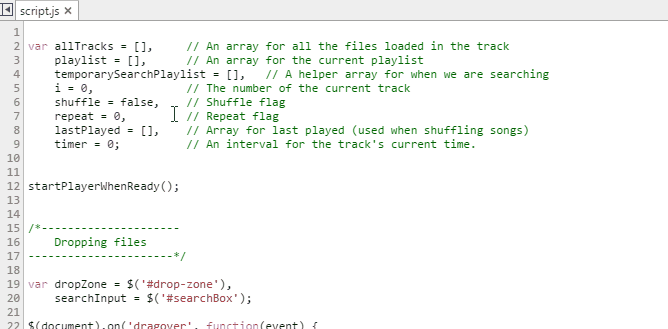 script.js ×
1
2 var allTracks = [], // An array for all the files loaded in the track
3 playlist = [], // An array for the current playlist
4 temporarySearchPlaylist = [], // A helper array for when we are searching
5 i = 0, // The number of the current track
6 shuffle = false, // Shuffle flag
7 repeat = 0, // Repeat flag
8 lastPlayed = [], // Array for last played (used when shuffling songs)
9 timer = 0; // An interval for the track's current time.
10
11
12 startPlayerWhenReady();
13
14
15 /*---------------------
16 Dropping files
17 ----------------------*/
18
19 var dropZone = $('#drop-zone'),
20 searchInput = $('#searchBox');
21
22 $(document).on('dragover', function(event) {